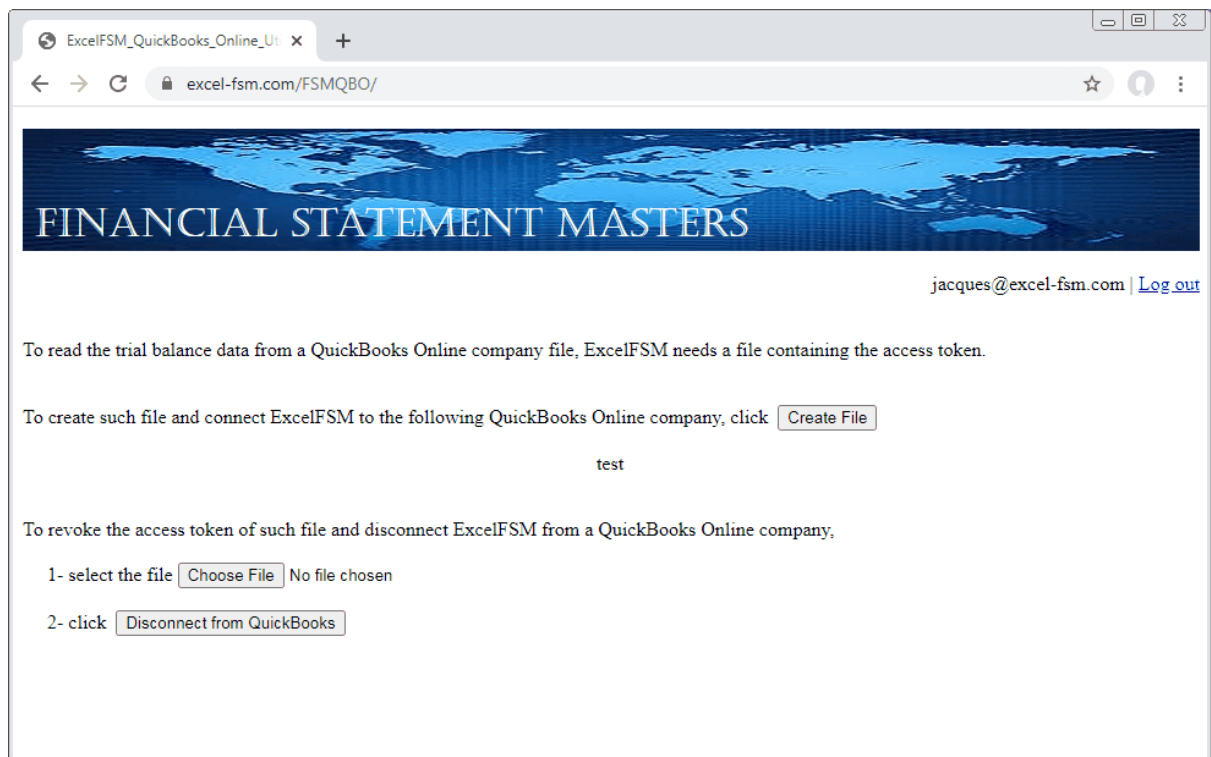 ExcelFSM_QuickBooks_Online_Uti
excel-fsm.com/FSMQBO/
FINANCIAL STATEMENT MASTERS
jacques@excel-fsm.com | Log out
To read the trial balance data from a QuickBooks Online company file, ExcelFSM needs a file containing the access token.
To create such file and connect ExcelFSM to the following QuickBooks Online company, click Create File
test
To revoke the access token of such file and disconnect ExcelFSM from a QuickBooks Online company,
1- select the file Choose File No file chosen
2- click Disconnect from QuickBooks